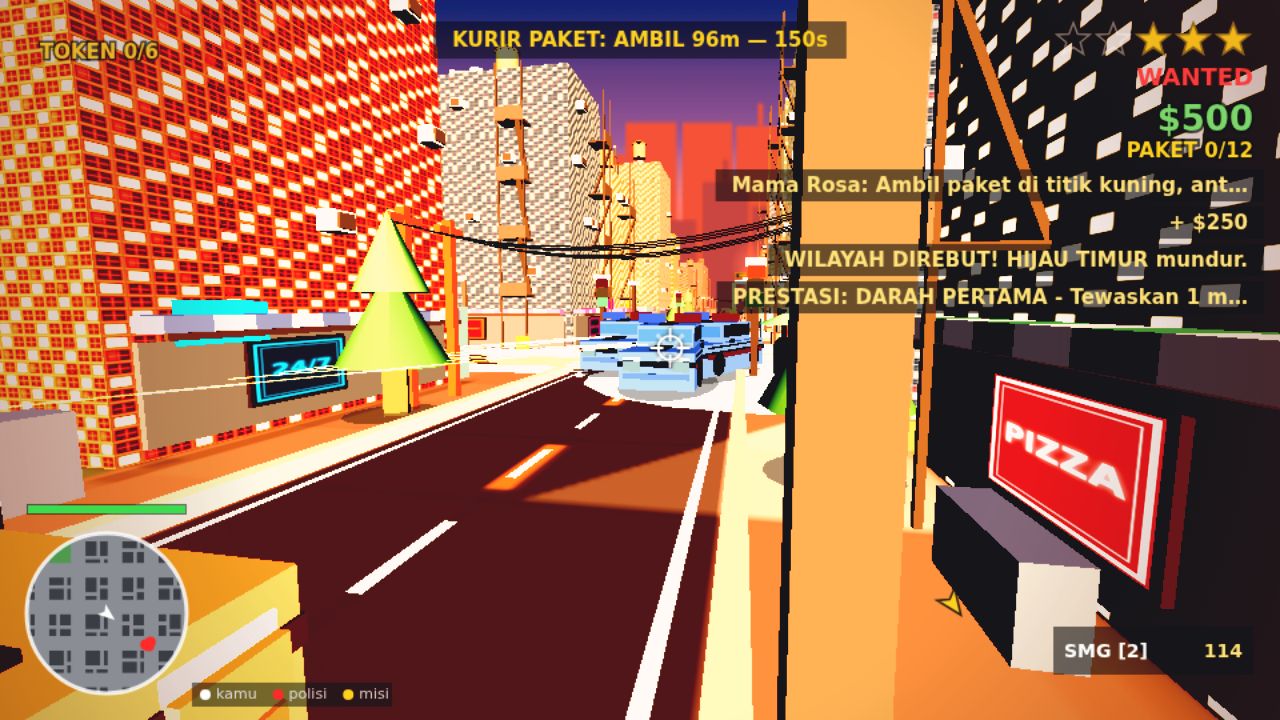 TOKEN 0/6
KURIR PAKET: AMBIL 96m — 150s
WANTED
$500
PAKET 0/12
Mama Rosa: Ambil paket di titik kuning, ant...
+ $250
WILAYAH DIREBUT! HIJAU TIMUR mundur.
PRESTASI: DARAH PERTAMA - Tewaskan 1 m...
24/7
PIZZA
SMG [2] 114
kamu polisi misi